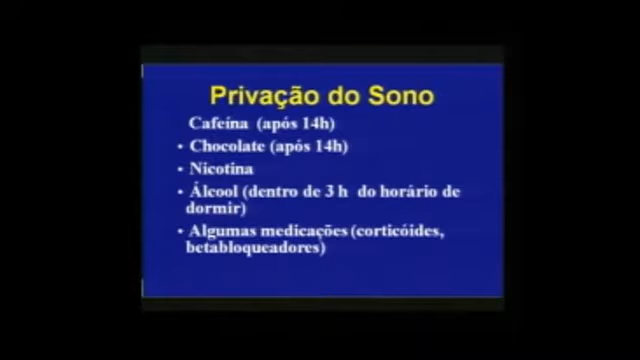 Privação do Sono
Cafeína (após 14h)
• Chocolate (após 14h)
• Nicotina
• Álcool (dentro de 3 h do horário de
dormir)
• Algumas medicações (corticóides,
betabloqueadores)